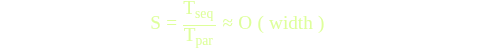 S = T_seq / T_par ≈ O ( width )